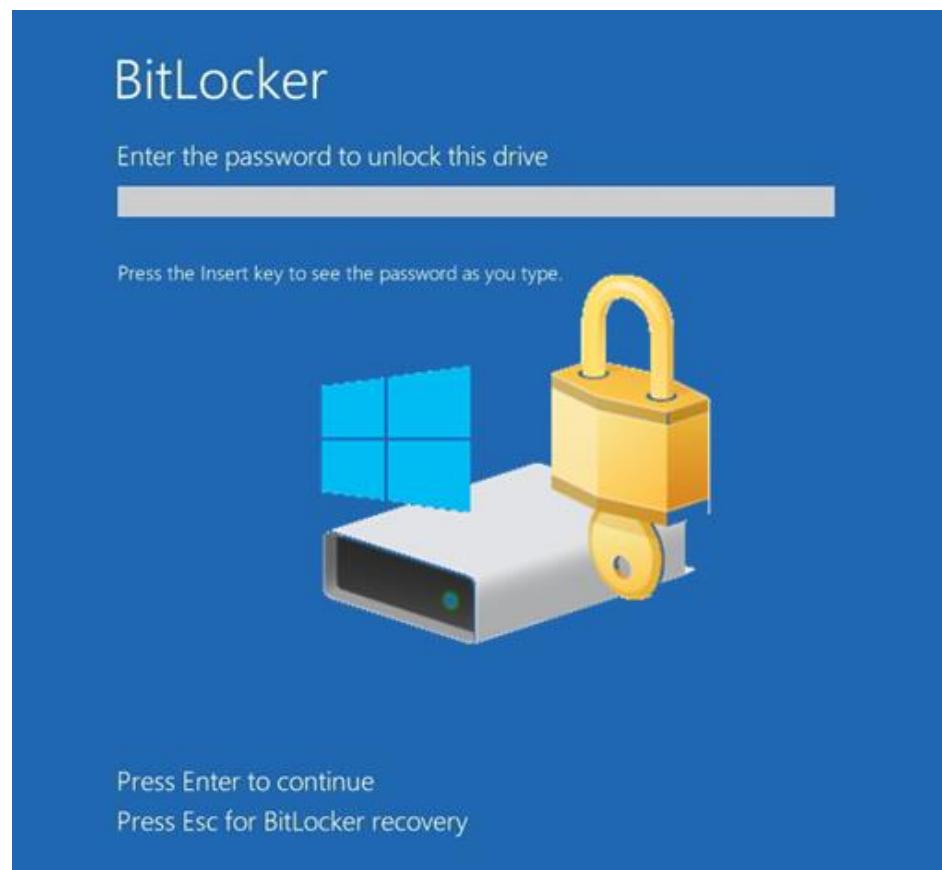 BitLocker
Enter the password to unlock this drive
Press the Insert key to see the password as you type.
Press Enter to continue
Press Esc for BitLocker recovery